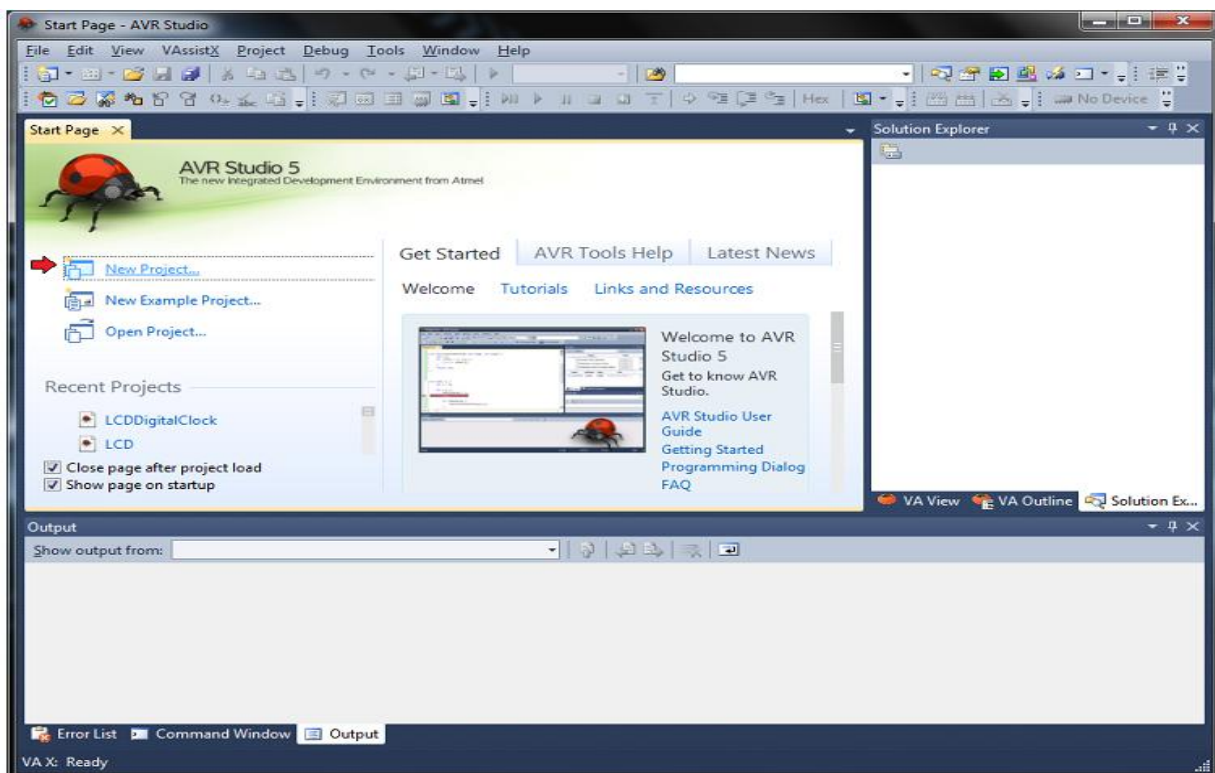 Start Page - AVR Studio
File Edit View VAssistX Project Debug Tools Window Help
Hex No Device
Start Page
Solution Explorer
AVR Studio 5
The new Integrated Development Environment from Atmel
New Project...
New Example Project...
Open Project...
Recent Projects
LCDDigitalClock
LCD
Close page after project load
Show page on startup
Get Started AVR Tools Help Latest News
Welcome Tutorials Links and Resources
Welcome to AVR
Studio 5
Get to know AVR
Studio.
AVR Studio User
Guide
Getting Started
Programming Dialog
FAQ
VA View VA Outline Solution Ex...
Output
Show output from:
Error List Command Window Output
VA X: Ready